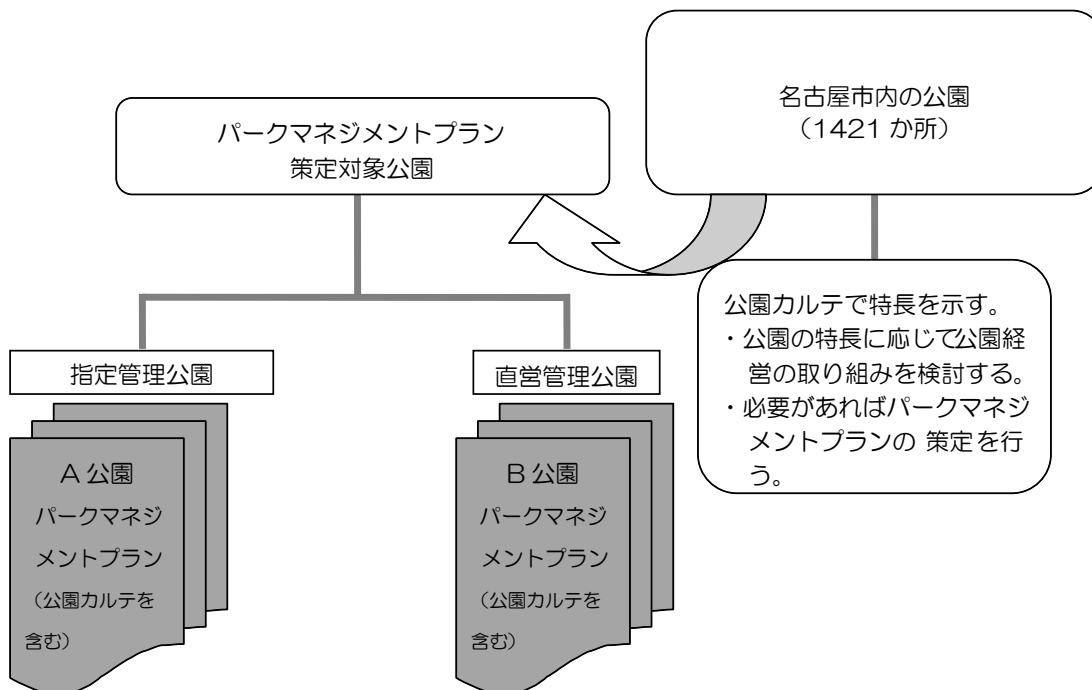 名古屋市内の公園
（1421 か所）
パークマネジメントプラン
策定対象公園
公園カルテで特長を示す。
・公園の特長に応じて公園経
営の取り組みを検討する。
・必要があればパークマネジ
メントプランの 策定を行
う。
指定管理公園
直営管理公園
A 公園
パークマネジ
メントプラン
（公園カルテを
含む）
B 公園
パークマネジ
メントプラン
（公園カルテを
含む）